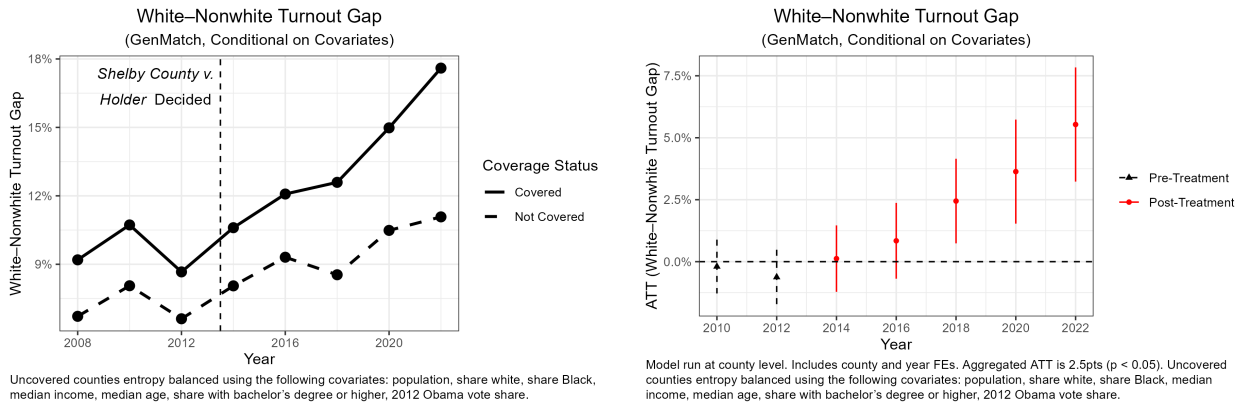 White–Nonwhite Turnout Gap
(GenMatch, Conditional on Covariates)
18%
15%
12%
9%
White–Nonwhite Turnout Gap
Shelby County v.
Holder Decided
2008
2012
2016
2020
Year
Coverage Status
Covered
Not Covered
Uncovered counties entropy balanced using the following covariates: population, share white, share Black,
median income, median age, share with bachelor's degree or higher, 2012 Obama vote share.
White–Nonwhite Turnout Gap
(GenMatch, Conditional on Covariates)
7.5%
5.0%
2.5%
0.0%
ATT (White–Nonwhite Turnout Gap)
2010
2012
2014
2016
2018
2020
2022
Year
Pre-Treatment
Post-Treatment
Model run at county level. Includes county and year FEs. Aggregated ATT is 2.5pts (p < 0.05). Uncovered
counties entropy balanced using the following covariates: population, share white, share Black, median
income, median age, share with bachelor's degree or higher, 2012 Obama vote share.